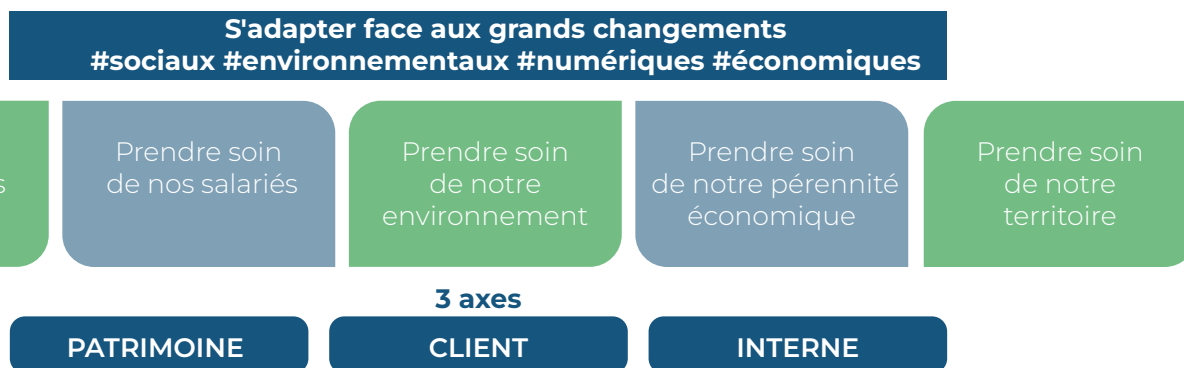 S'adapter face aux grands changements
#sociaux #environnementaux #numériques #économiques
Prendre soin
de nos salariés
Prendre soin
de notre
environnement
Prendre soin
de notre pérennité
économique
Prendre soin
de notre
territoire
3 axes
PATRIMOINE
CLIENT
INTERNE